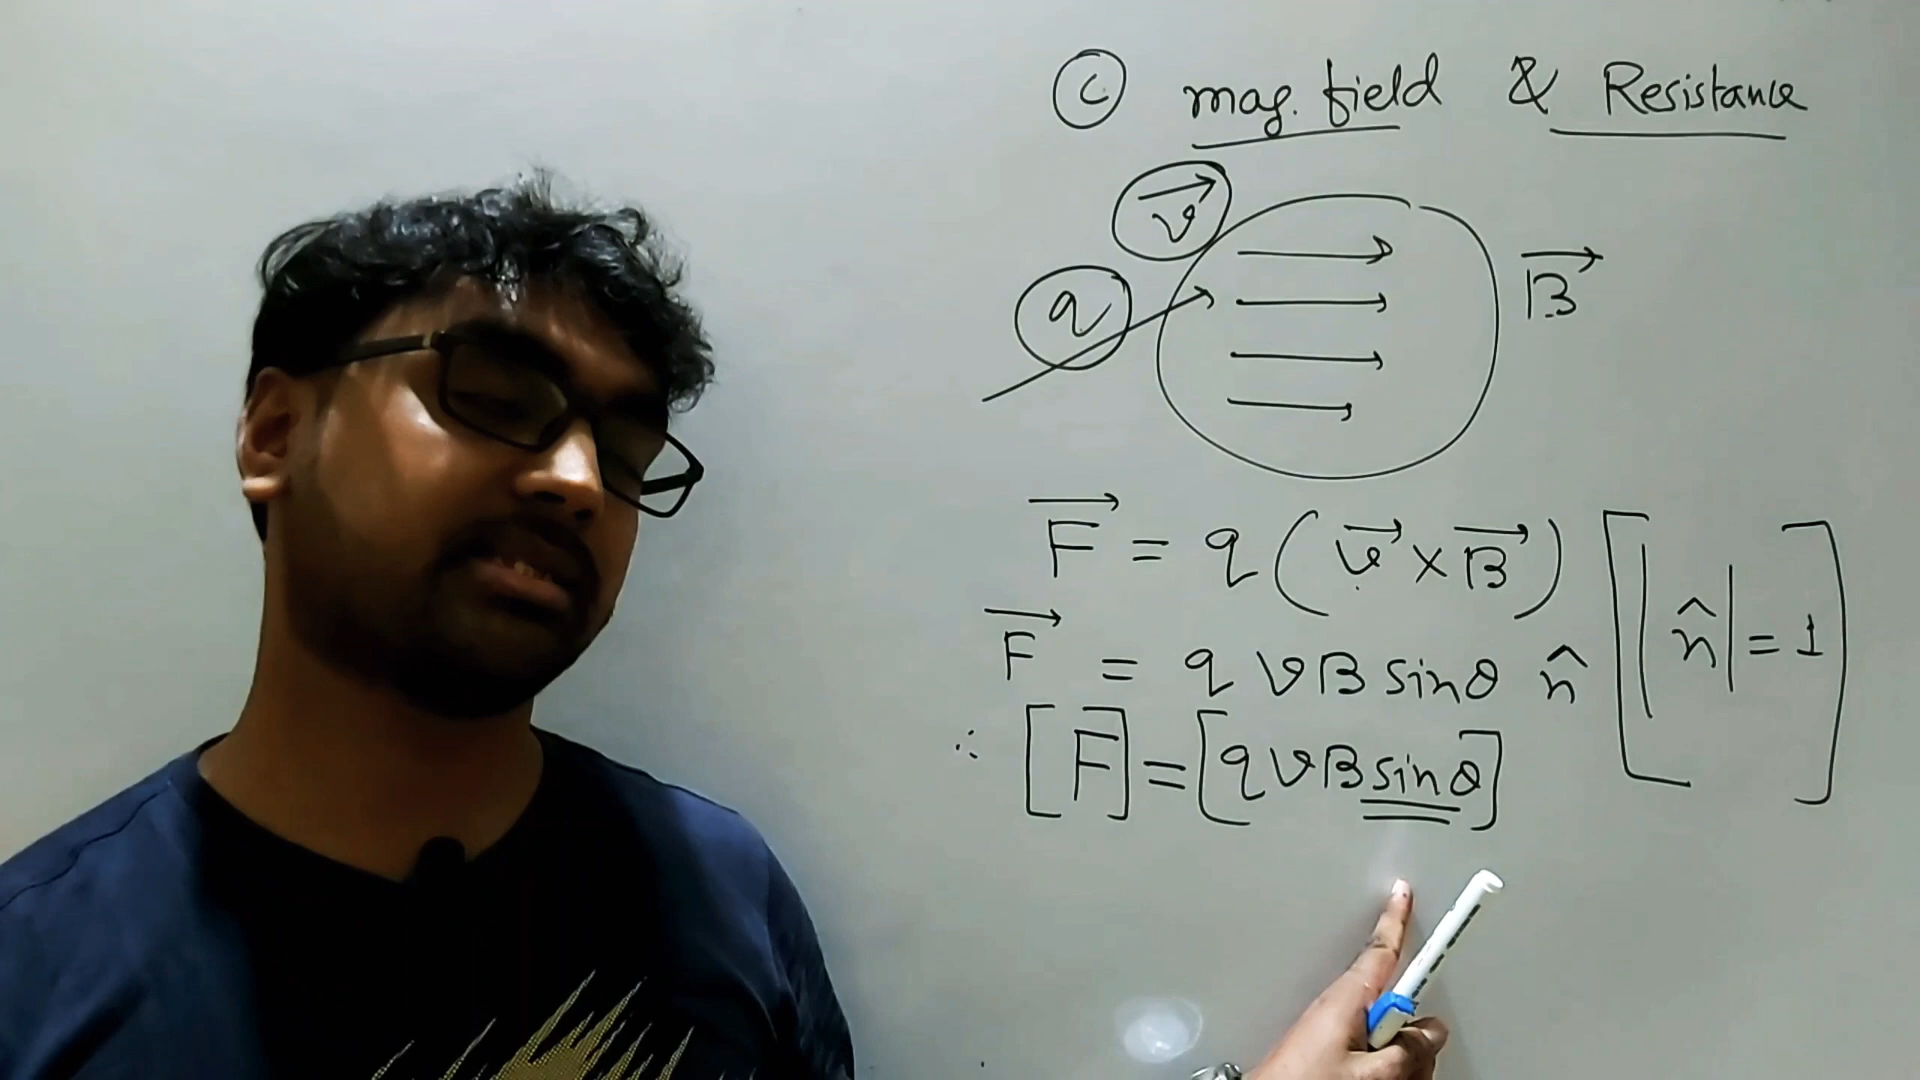 (c) mag. field & Resistance
v⃗
q
B⃗
F⃗ = q(v⃗ × B⃗)
[|n̂| = 1]
F⃗ = q v B sinθ n̂
∴ [F] = [q v B sinθ]